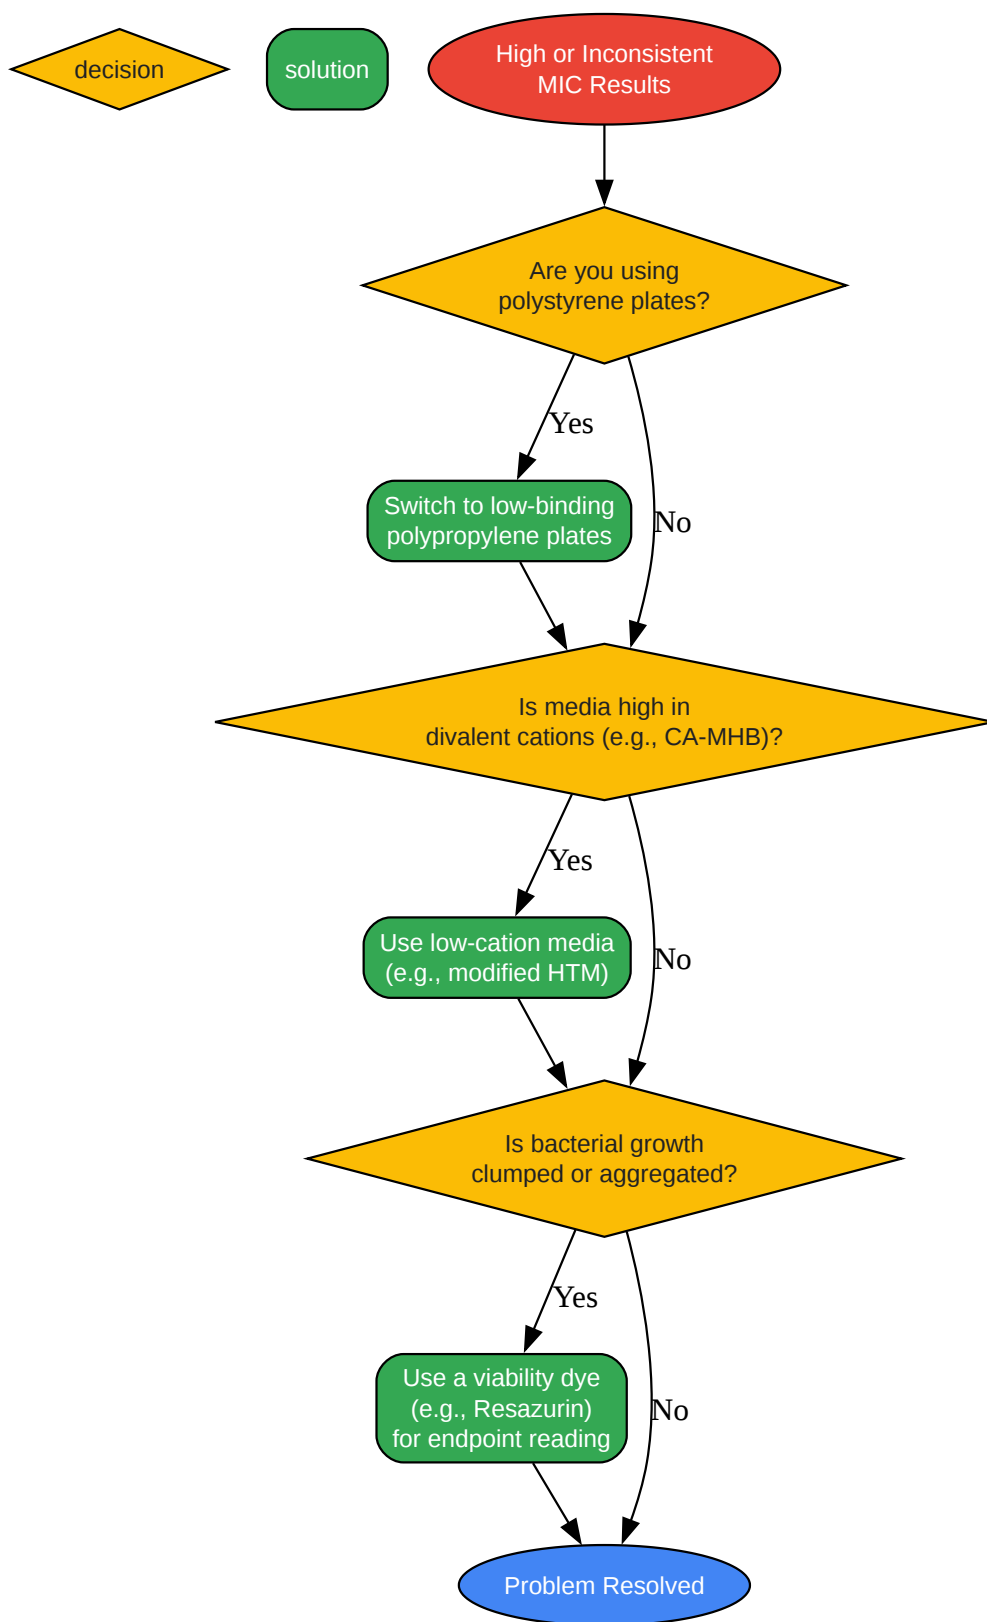 decision
solution
High or Inconsistent
MIC Results
Are you using
polystyrene plates?
Yes
Switch to low-binding
polypropylene plates
No
Is media high in
divalent cations (e.g., CA-MHB)?
Yes
Use low-cation media
(e.g., modified HTM)
No
Is bacterial growth
clumped or aggregated?
Yes
Use a viability dye
(e.g., Resazurin)
for endpoint reading
No
Problem Resolved